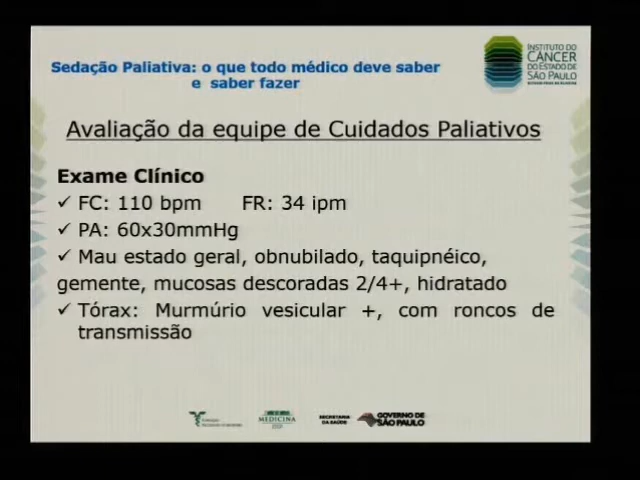 Sedação Paliativa: o que todo médico deve saber
e saber fazer
INSTITUTO DO
CÂNCER
DO ESTADO DE
SÃO PAULO
Avaliação da equipe de Cuidados Paliativos
Exame Clínico
✓ FC: 110 bpm FR: 34 ipm
✓ PA: 60x30mmHg
✓ Mau estado geral, obnubilado, taquipnéico,
gemente, mucosas descoradas 2/4+, hidratado
✓ Tórax: Murmúrio vesicular +, com roncos de
transmissão
MEDICINA
SECRETARIA
DA SAÚDE
GOVERNO DE
SÃO PAULO